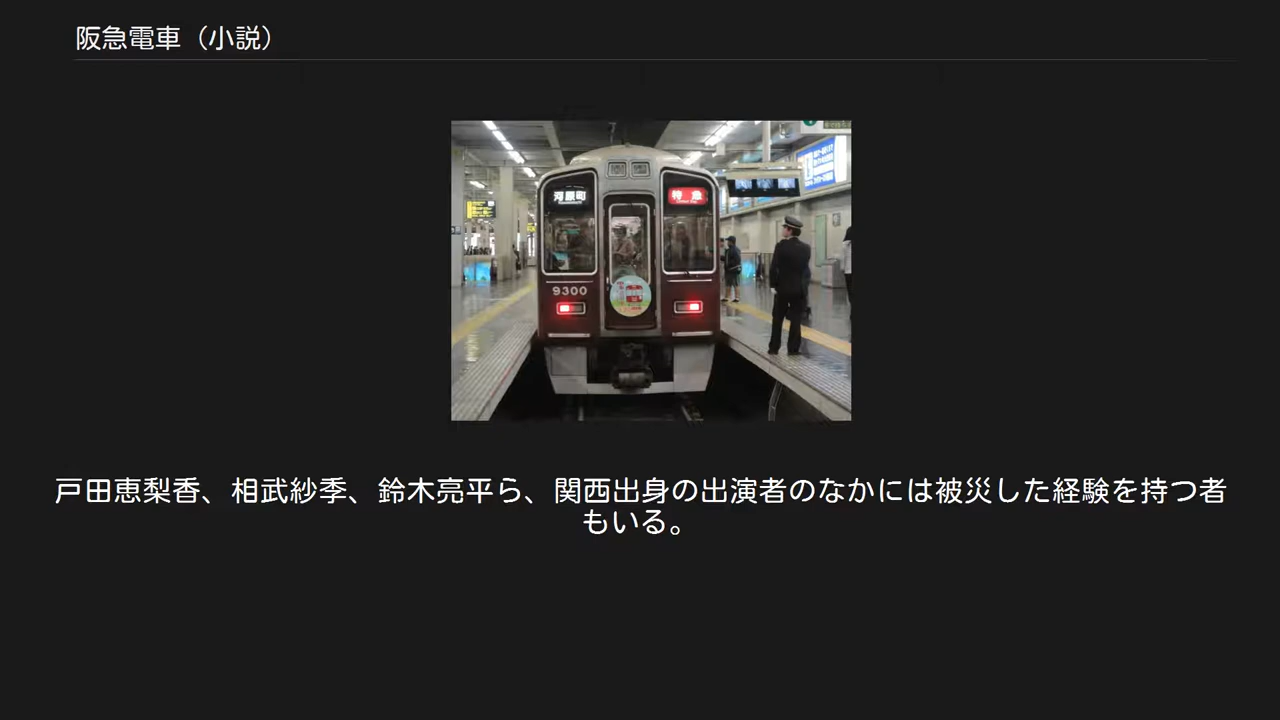 阪急電車（小説）
河原町
特急
9300
戸田恵梨香、相武紗季、鈴木亮平ら、関西出身の出演者のなかには被災した経験を持つ者
もいる。